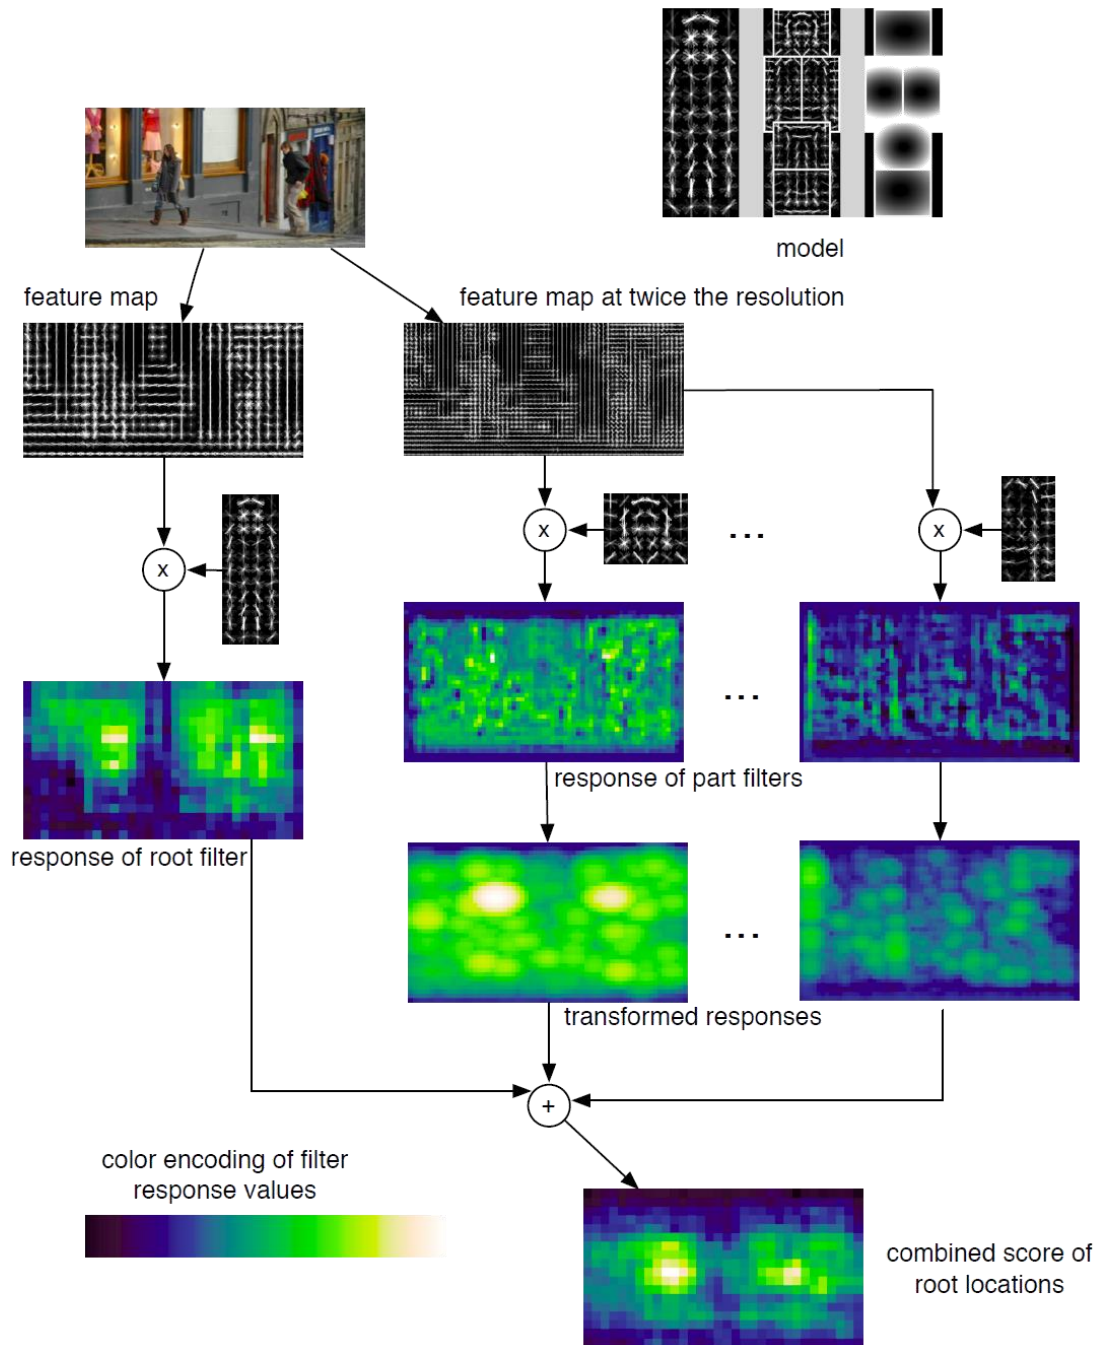 model
feature map
feature map at twice the resolution
x
x
x
...
...
response of part filters
response of root filter
...
transformed responses
+
color encoding of filter
response values
combined score of
root locations